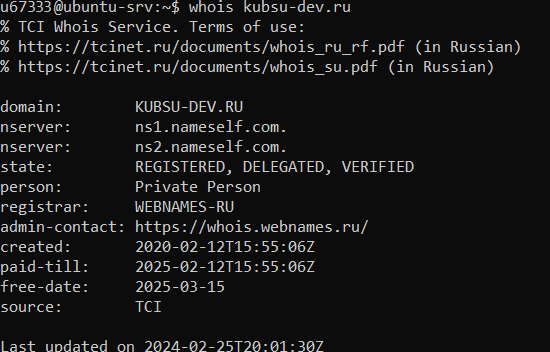 u67333@ubuntu-srv:~$ whois kubsu-dev.ru
% TCI Whois Service. Terms of use:
% https://tcinet.ru/documents/whois_ru_rf.pdf (in Russian)
% https://tcinet.ru/documents/whois_su.pdf (in Russian)

domain:        KUBSU-DEV.RU
nserver:       ns1.nameself.com.
nserver:       ns2.nameself.com.
state:         REGISTERED, DELEGATED, VERIFIED
person:        Private Person
registrar:     WEBNAMES-RU
admin-contact: https://whois.webnames.ru/
created:       2020-02-12T15:55:06Z
paid-till:     2025-02-12T15:55:06Z
free-date:     2025-03-15
source:        TCI

Last updated on 2024-02-25T20:01:30Z